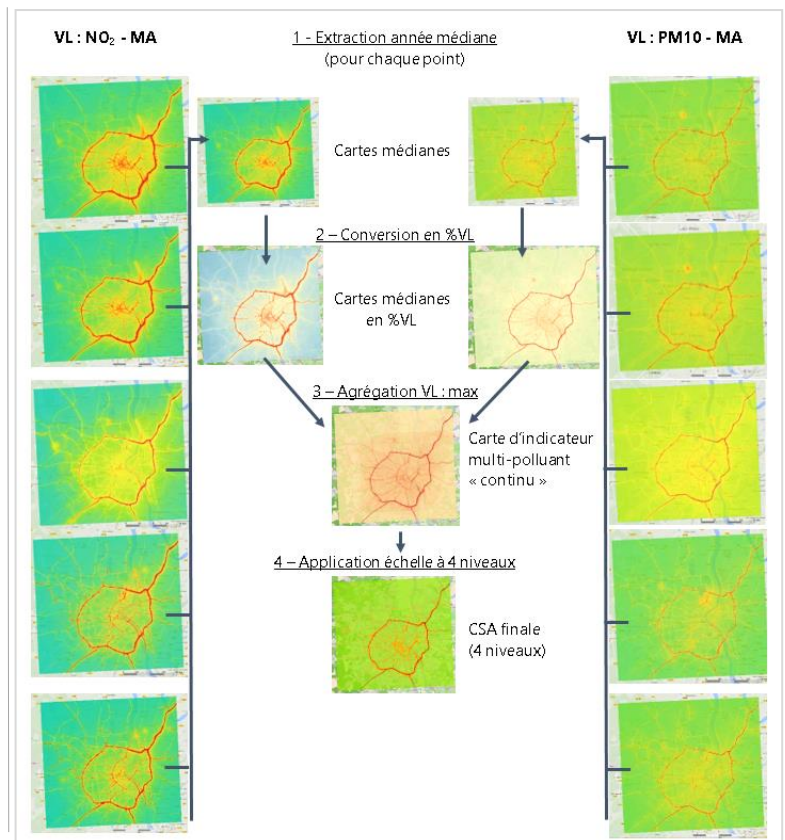 VL : NO₂ - MA
1 - Extraction année médiane
(pour chaque point)
VL : PM10 - MA
Cartes médianes
2 – Conversion en %VL
Cartes médianes
en %VL
3 – Agrégation VL : max
Carte d'indicateur
multi-polluant
« continu »
4 – Application échelle à 4 niveaux
CSA finale
(4 niveaux)